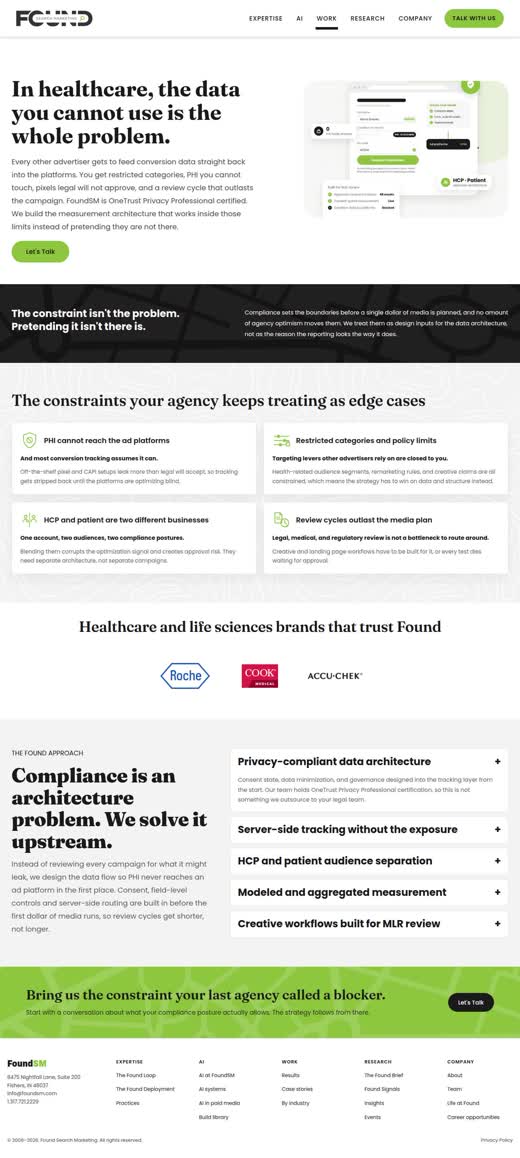 FOUND
SEARCH MARKETING
EXPERTISE
AI
WORK
RESEARCH
COMPANY
TALK WITH US
In healthcare, the data
you cannot use is the
whole problem.
Every other advertiser gets to feed conversion data straight back
into the platforms. You get restricted categories, PHI you cannot
touch, pixels legal will not approve, and a review cycle that outlasts
the campaign. FoundSM is OneTrust Privacy Professional certified.
We build the measurement architecture that works inside those
limits instead of pretending they are not there.
Let's Talk
HCP · Patient
The constraint isn't the problem.
Pretending it isn't there is.
Compliance sets the boundaries before a single dollar of media is planned, and no amount
of agency optimism moves them. We treat them as design inputs for the data architecture,
not as the reason the reporting looks the way it does.
The constraints your agency keeps treating as edge cases
PHI cannot reach the ad platforms
And most conversion tracking assumes it can.
Off-the-shelf pixel and CAPI setups leak more than legal will accept, so tracking
gets stripped back until the platforms are optimizing blind.
Restricted categories and policy limits
Targeting levers other advertisers rely on are closed to you.
Health-related audience segments, remarketing rules, and creative claims are all
constrained, which means the strategy has to win on data and structure instead.
HCP and patient are two different businesses
One account, two audiences, two compliance postures.
Blending them corrupts the optimization signal and creates approval risk. They
need separate architecture, not separate campaigns.
Review cycles outlast the media plan
Legal, medical, and regulatory review is not a bottleneck to route around.
Creative and landing page workflows have to be built for it, or every test dies
waiting for approval.
Healthcare and life sciences brands that trust Found
Roche
COOK
MEDICAL
ACCU-CHEK®
THE FOUND APPROACH
Compliance is an
architecture
problem. We solve it
upstream.
Instead of reviewing every campaign for what it might
leak, we design the data flow so PHI never reaches an
ad platform in the first place. Consent, field-level
controls and server-side routing are built in before the
first dollar of media runs, so review cycles get shorter,
not longer.
Privacy-compliant data architecture +
Consent state, data minimization, and governance designed into the tracking layer from
the start. Our team holds OneTrust Privacy Professional certification, so this is not
something we outsource to your legal team.
Server-side tracking without the exposure +
HCP and patient audience separation +
Modeled and aggregated measurement +
Creative workflows built for MLR review +
Bring us the constraint your last agency called a blocker.
Start with a conversation about what your compliance posture actually allows. The strategy follows from there.
Let's Talk
FoundSM
8475 Nightfall Lane, Suite 200
Fishers, IN 46037
info@foundsm.com
1.317.721.2229
EXPERTISE
The Found Loop
The Found Deployment
Practices
AI
AI at FoundSM
AI systems
AI in paid media
Build library
WORK
Results
Case stories
By industry
RESEARCH
The Found Brief
Found Signals
Insights
Events
COMPANY
About
Team
Life at Found
Career opportunities
© 2006–2026. Found Search Marketing. All rights reserved.
Privacy Policy